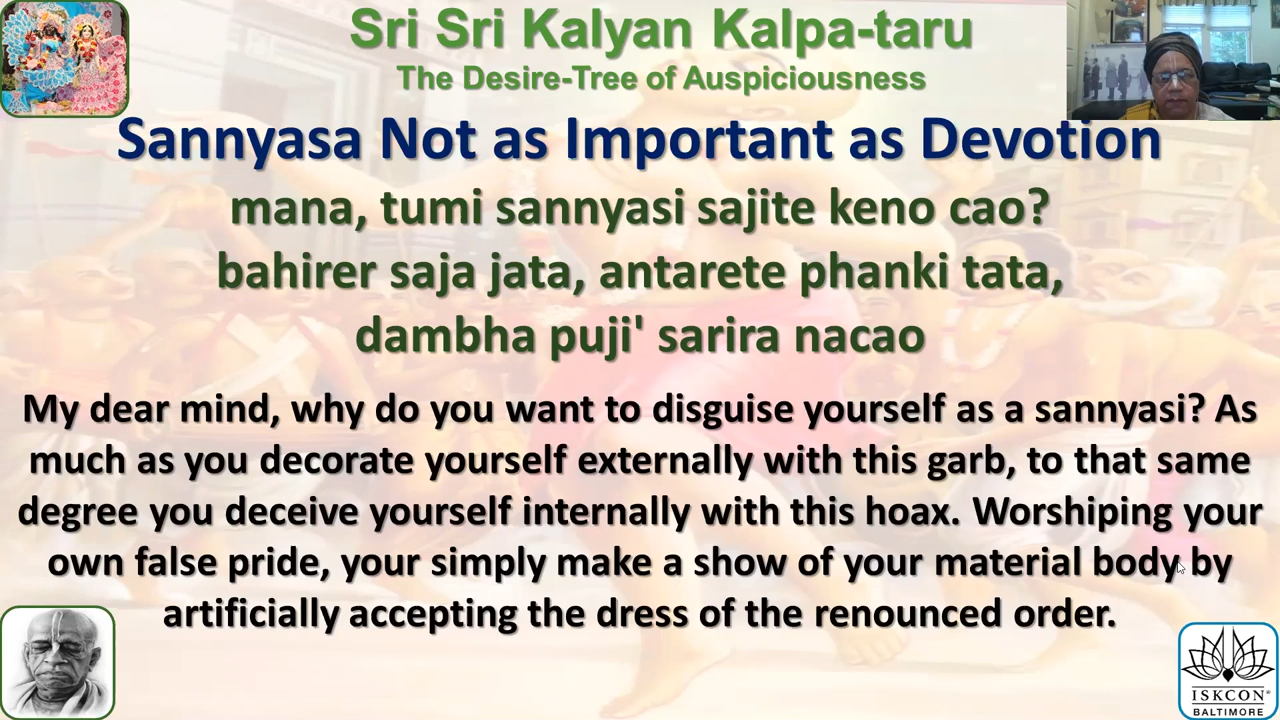 Sri Sri Kalyan Kalpa-taru
The Desire-Tree of Auspiciousness
Sannyasa Not as Important as Devotion
mana, tumi sannyasi sajite keno cao?
bahirer saja jata, antarete phanki tata,
dambha puji' sarira nacao
My dear mind, why do you want to disguise yourself as a sannyasi? As
much as you decorate yourself externally with this garb, to that same
degree you deceive yourself internally with this hoax. Worshiping your
own false pride, your simply make a show of your material body by
artificially accepting the dress of the renounced order.
ISKCON®
BALTIMORE